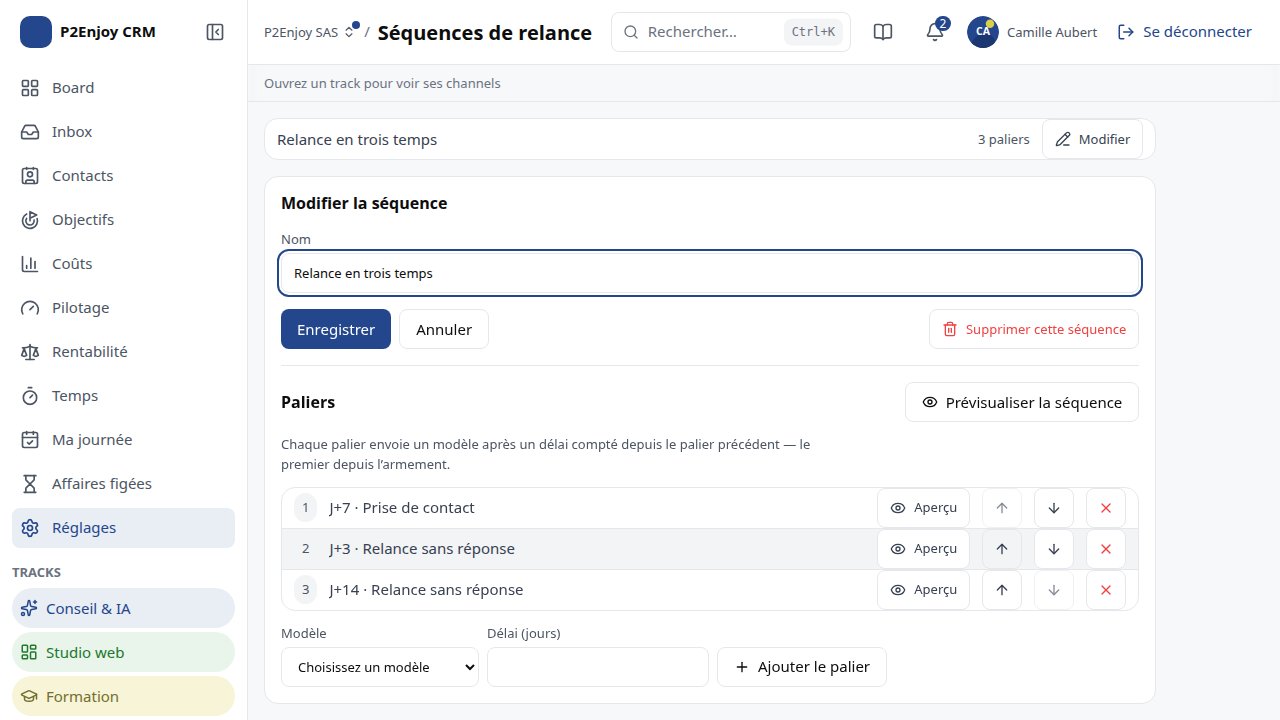 P2Enjoy CRM
Board
Inbox
Contacts
Objectifs
Coûts
Pilotage
Rentabilité
Temps
Ma journée
Affaires figées
Réglages
TRACKS
Conseil & IA
Studio web
Formation
P2Enjoy SAS / Séquences de relance
Rechercher... Ctrl+K
2
CA Camille Aubert
Se déconnecter
Ouvrez un track pour voir ses channels
Relance en trois temps 3 paliers Modifier
Modifier la séquence
Nom
Relance en trois temps
Enregistrer Annuler Supprimer cette séquence
Paliers Prévisualiser la séquence
Chaque palier envoie un modèle après un délai compté depuis le palier précédent — le
premier depuis l’armement.
1 J+7 · Prise de contact Aperçu
2 J+3 · Relance sans réponse Aperçu
3 J+14 · Relance sans réponse Aperçu
Modèle Délai (jours)
Choisissez un modèle Ajouter le palier